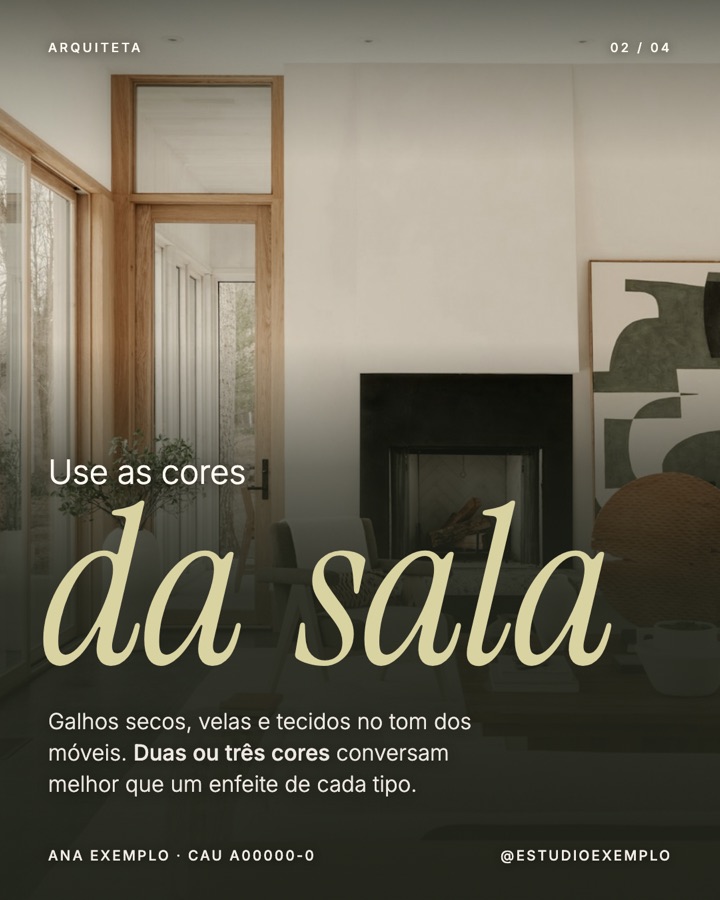 ARQUITETA
02 / 04
Use as cores
da sala
Galhos secos, velas e tecidos no tom dos
móveis. Duas ou três cores conversam
melhor que um enfeite de cada tipo.
ANA EXEMPLO · CAU A00000-0
@ESTUDIOEXEMPLO